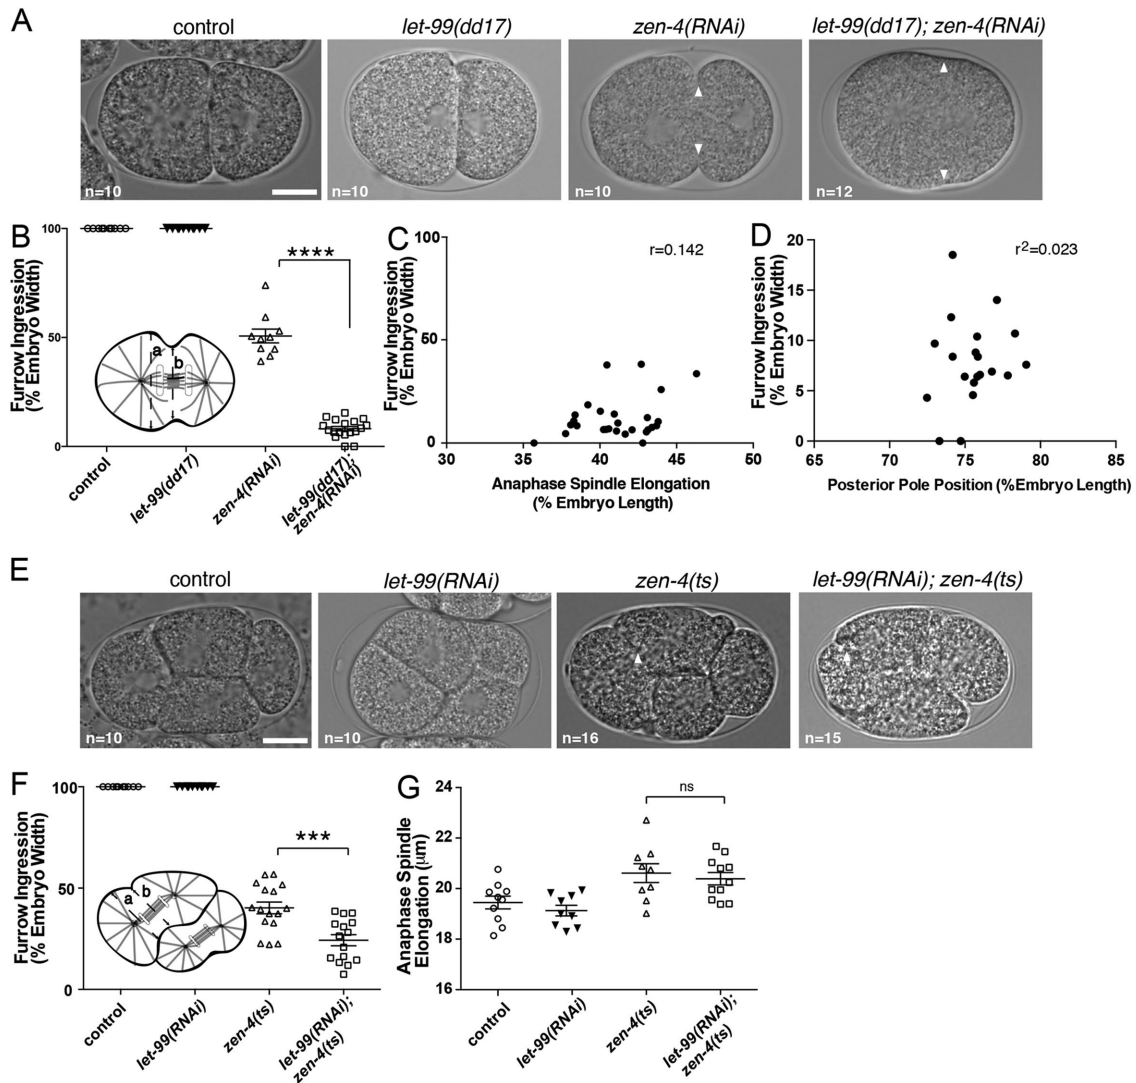 A
control
let-99(dd17)
zen-4(RNAi)
let-99(dd17); zen-4(RNAi)
n=10
n=10
n=10
n=12
B
Furrow Ingression
(% Embryo Width)
100
50
0
****
a
b
control
let-99(dd17)
zen-4(RNAi)
let-99(dd17);
zen-4(RNAi)
C
Furrow Ingression
(% Embryo Width)
100
50
0
r=0.142
30 35 40 45 50
Anaphase Spindle Elongation
(% Embryo Length)
D
Furrow Ingression
(% Embryo Width)
20
15
10
5
0
r²=0.023
65 70 75 80 85
Posterior Pole Position (%Embryo Length)
E
control
let-99(RNAi)
zen-4(ts)
let-99(RNAi); zen-4(ts)
n=10
n=10
n=16
n=15
F
Furrow Ingression
(% Embryo Width)
100
50
0
***
a
b
control
let-99(RNAi)
zen-4(ts)
let-99(RNAi);
zen-4(ts)
G
Anaphase Spindle
Elongation (μm)
24
22
20
18
16
ns
control
let-99(RNAi)
zen-4(ts)
let-99(RNAi);
zen-4(ts)